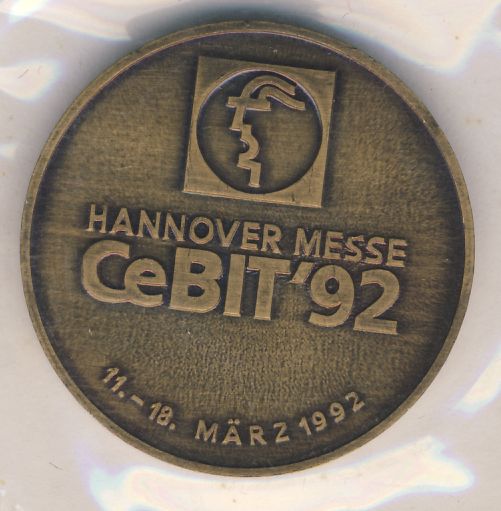 HANNOVER MESSE
CeBIT'92
11.-18. MÄRZ 1992